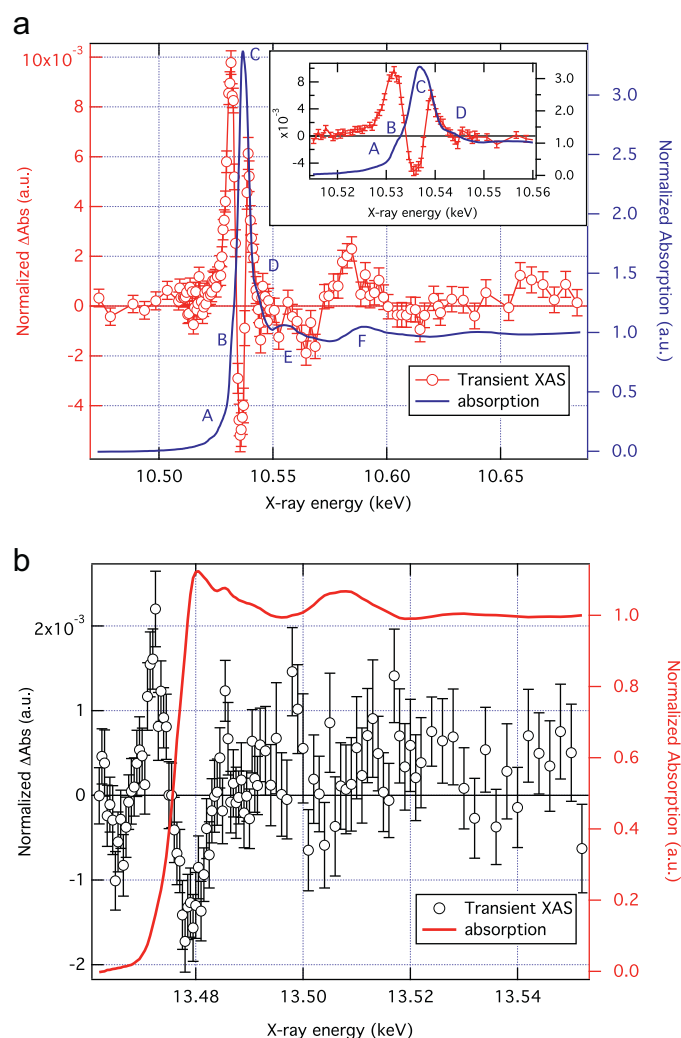 a
10x10⁻³
8
6
4
2
0
-2
-4
Normalized ΔAbs (a.u.)
3.0
2.5
2.0
1.5
1.0
0.5
0.0
Normalized Absorption (a.u.)
10.50
10.55
10.60
10.65
X-ray energy (keV)
A
B
C
D
E
F
Transient XAS
absorption
8
4
0
-4
x10⁻³
3.0
2.0
1.0
0.0
10.52
10.53
10.54
10.55
10.56
X-ray energy (keV)
A
B
C
D
b
2x10⁻³
1
0
-1
-2
Normalized ΔAbs (a.u.)
1.0
0.8
0.6
0.4
0.2
0.0
Normalized Absorption (a.u.)
13.48
13.50
13.52
13.54
X-ray energy (keV)
Transient XAS
absorption